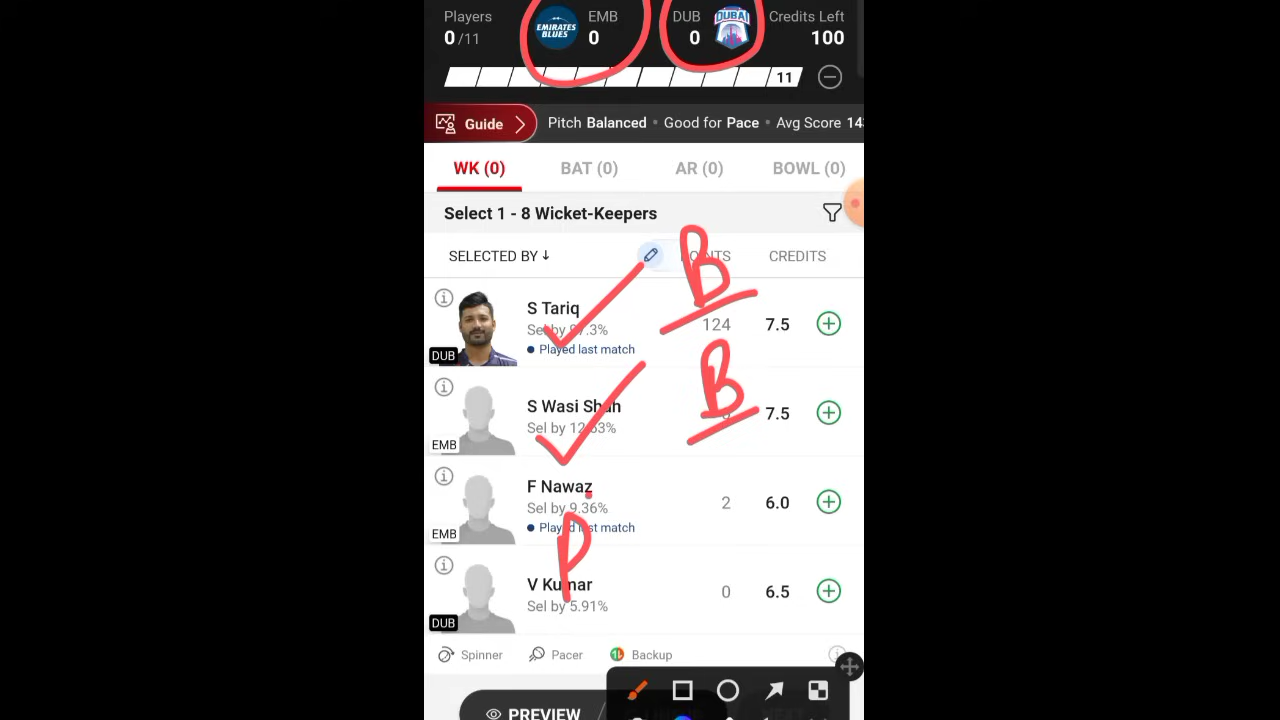 Players EMB DUB Credits Left
0/11 EMIRATES BLUES 0 0 DUBAI 100
11
Guide Pitch Balanced • Good for Pace • Avg Score 14
WK (0) BAT (0) AR (0) BOWL (0)
Select 1 - 8 Wicket-Keepers
SELECTED BY ↓ CREDITS
B
S Tariq
124 7.5
Played last match
DUB
B
S Wasi Shah
7.5
EMB
F Nawaz
Sel by 9.36% 2 6.0
Played last match
EMB
P
V Kumar
Sel by 5.91% 0 6.5
DUB
Spinner Pacer Backup
PREVIEW